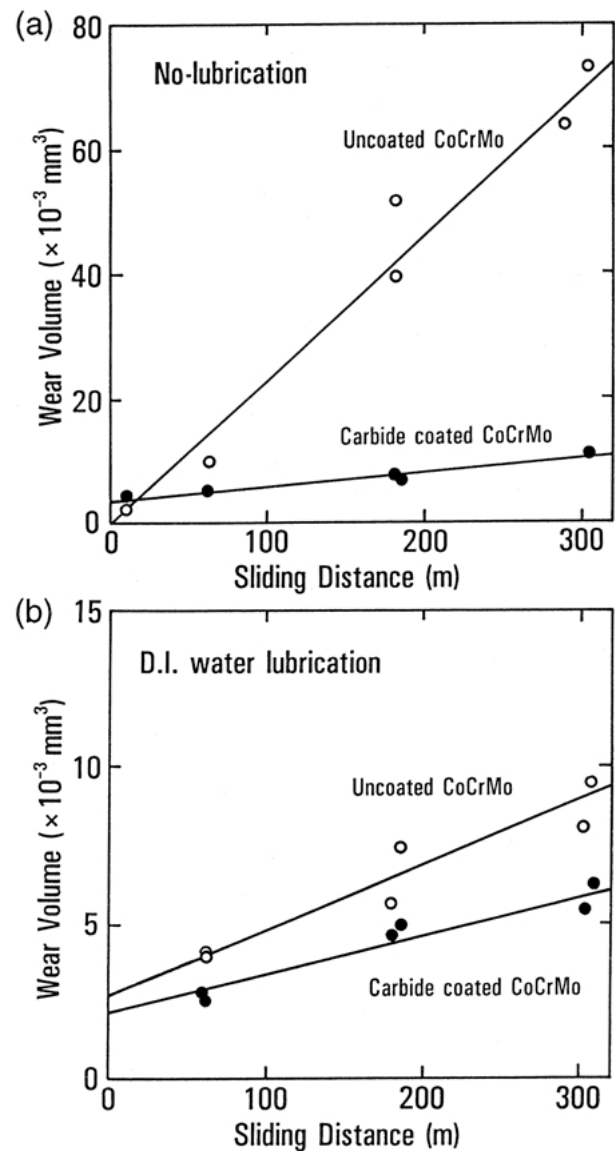 (a)
80
60
40
20
0
Wear Volume (×10⁻³ mm³)
No-lubrication
Uncoated CoCrMo
Carbide coated CoCrMo
0 100 200 300
Sliding Distance (m)
(b)
15
10
5
0
Wear Volume (×10⁻³ mm³)
D.I. water lubrication
Uncoated CoCrMo
Carbide coated CoCrMo
0 100 200 300
Sliding Distance (m)